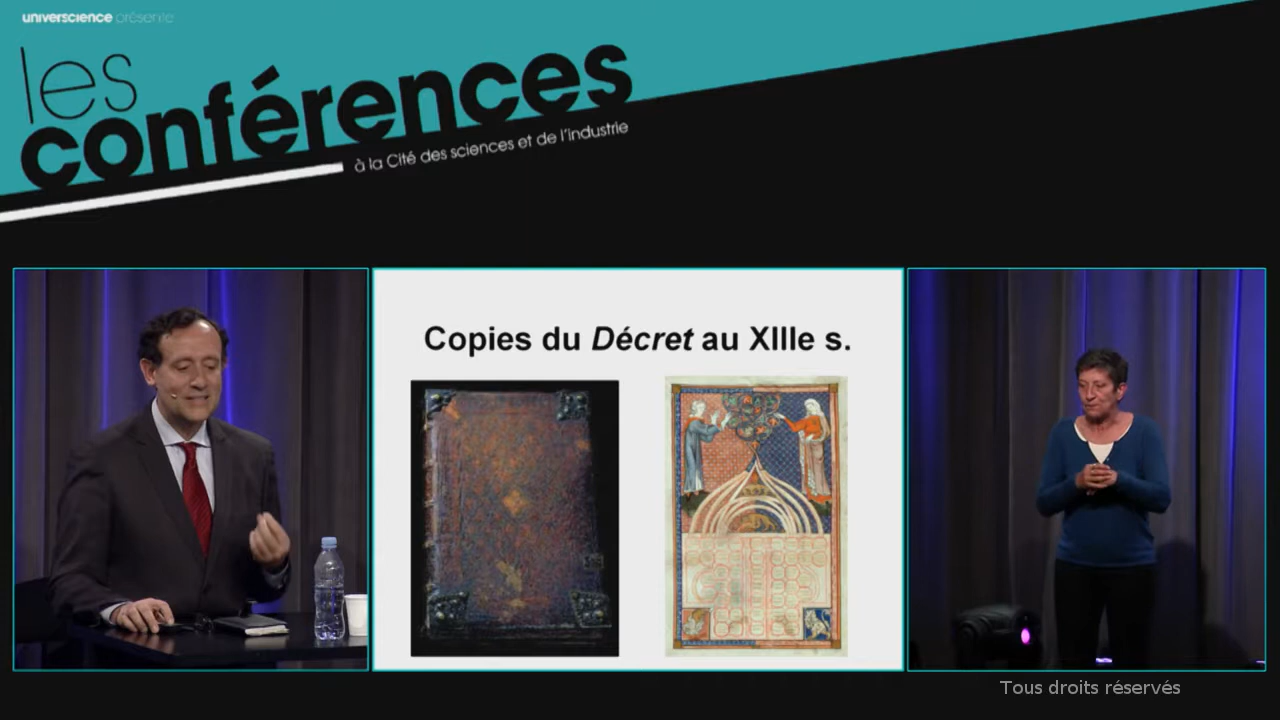 universcience présente
les
conférences
à la Cité des sciences et de l'industrie
Copies du Décret au XIIIe s.
Tous droits réservés